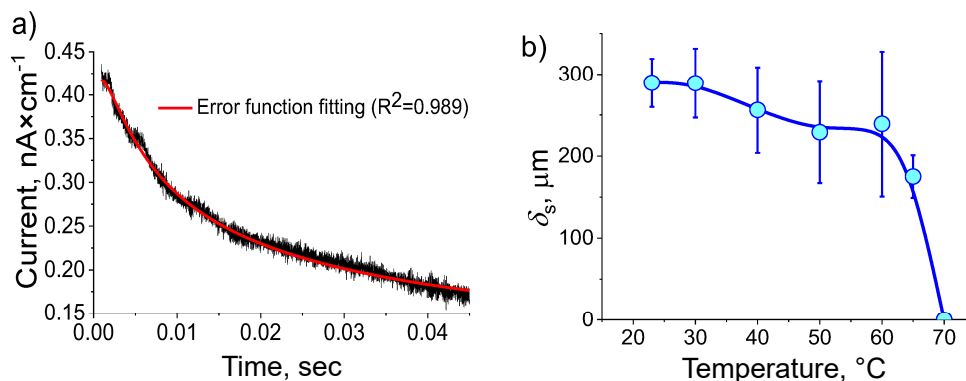 a)
Current, nA×cm⁻¹
0.45
0.40
0.35
0.30
0.25
0.20
0.15
Error function fitting (R²=0.989)
0.00 0.01 0.02 0.03 0.04
Time, sec
b)
δₛ, μm
300
200
100
0
20 30 40 50 60 70
Temperature, °C